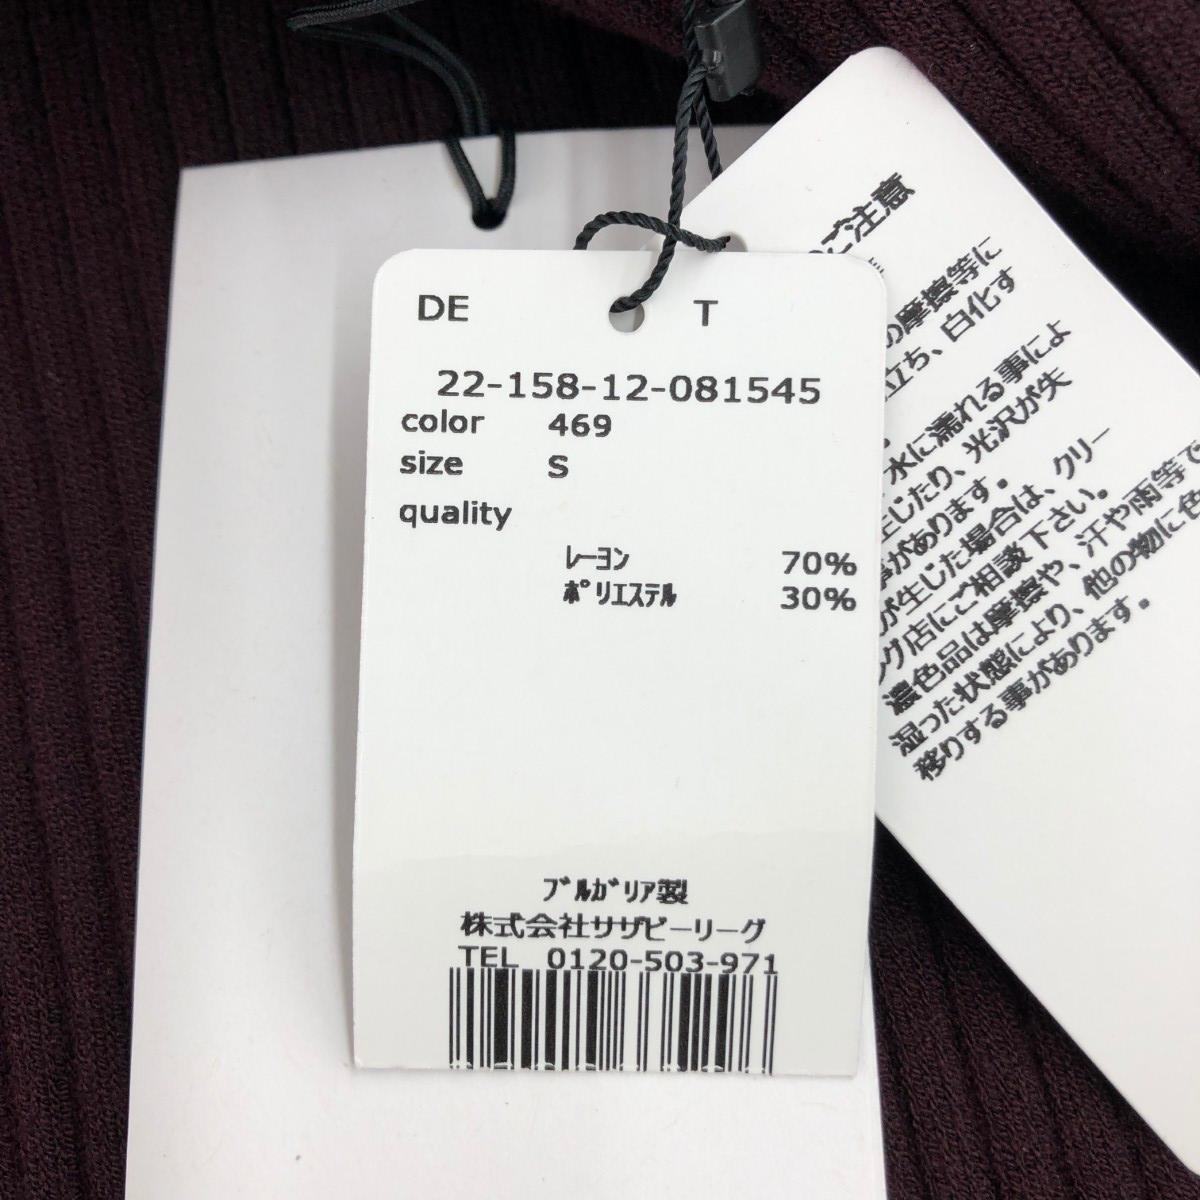 DE T
22-158-12-081545
color 469
size S
quality
ﾚｰﾖﾝ 70%
ﾎﾟﾘｴｽﾃﾙ 30%
ﾌﾞﾙｶﾞﾘｱ製
株式会社サザビーリーグ
TEL 0120-503-971
ご注意
の摩擦等に
立ち、白化す
水に濡れる事によ
じたり、光沢が失
事があります。
が生じた場合は、クリー
グ店にご相談下さい。
濃色品は摩擦や、汗や雨等で
湿った状態により、他の物に色
移りする事があります。